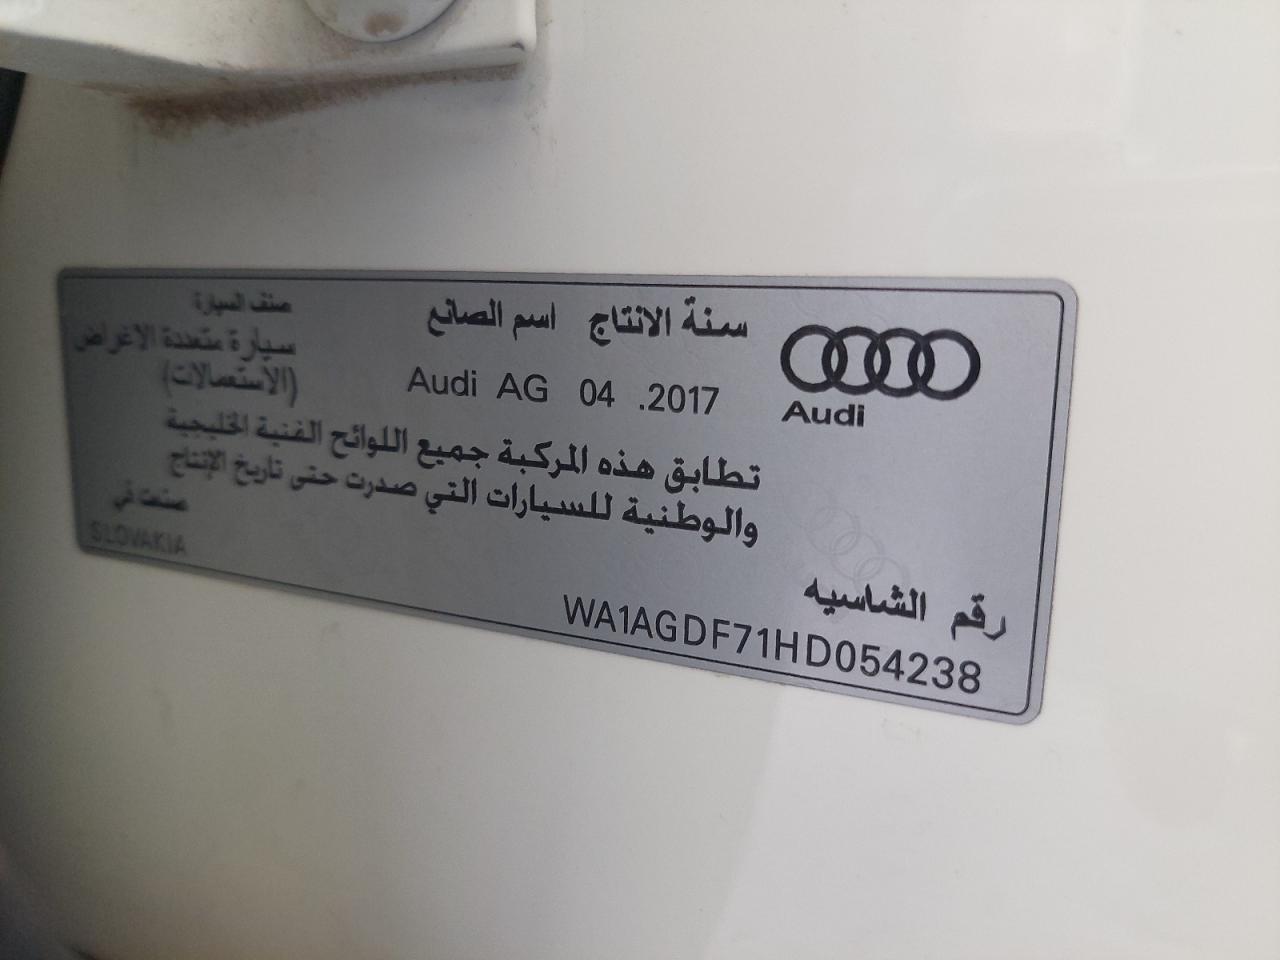 Audi
سنة الانتاج
04 .2017
اسم الصانع
Audi AG
صنف السيارة
سيارة متعددة الاغراض
(الاستعمالات)
تطابق هذه المركبة جميع اللوائح الفنية الخليجية
والوطنية للسيارات التي صدرت حتى تاريخ الإنتاج
صنعت في
SLOVAKIA
رقم الشاسيه
WA1AGDF71HD054238